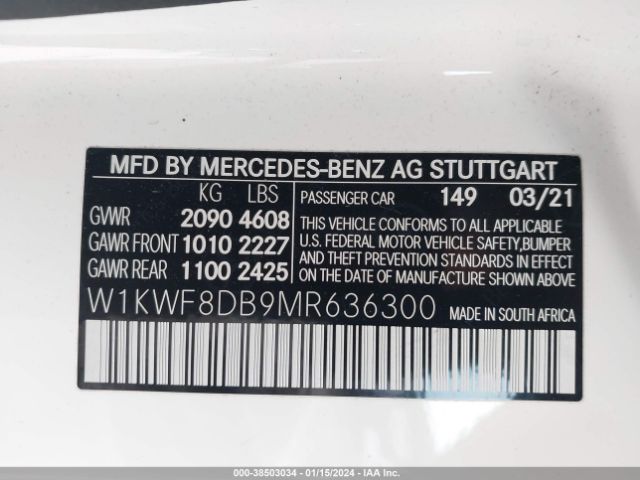 MFD BY MERCEDES-BENZ AG STUTTGART
KG LBS
GVWR 2090 4608
GAWR FRONT 1010 2227
GAWR REAR 1100 2425
PASSENGER CAR 149 03/21
THIS VEHICLE CONFORMS TO ALL APPLICABLE
U.S. FEDERAL MOTOR VEHICLE SAFETY,BUMPER
AND THEFT PREVENTION STANDARDS IN EFFECT
ON THE DATE OF MANUFACTURE SHOWN ABOVE
W1KWF8DB9MR636300
MADE IN SOUTH AFRICA
000-38503034 - 01/15/2024 - IAA Inc.